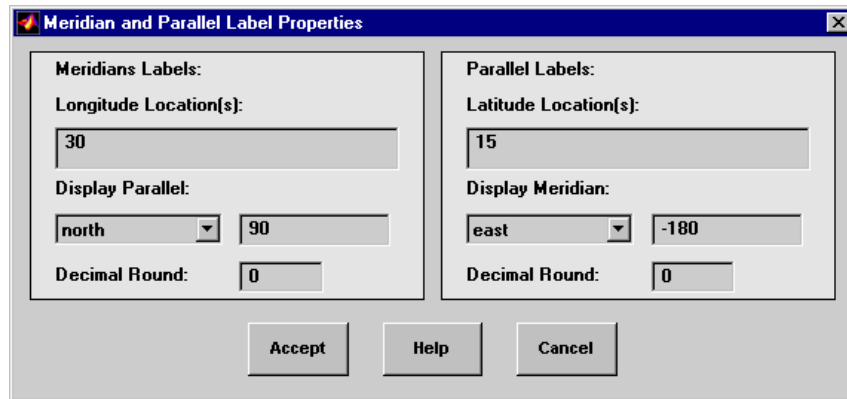 Meridian and Parallel Label Properties
Meridians Labels:
Longitude Location(s):
30
Display Parallel:
north 90
Decimal Round: 0
Parallel Labels:
Latitude Location(s):
15
Display Meridian:
east -180
Decimal Round: 0
Accept Help Cancel